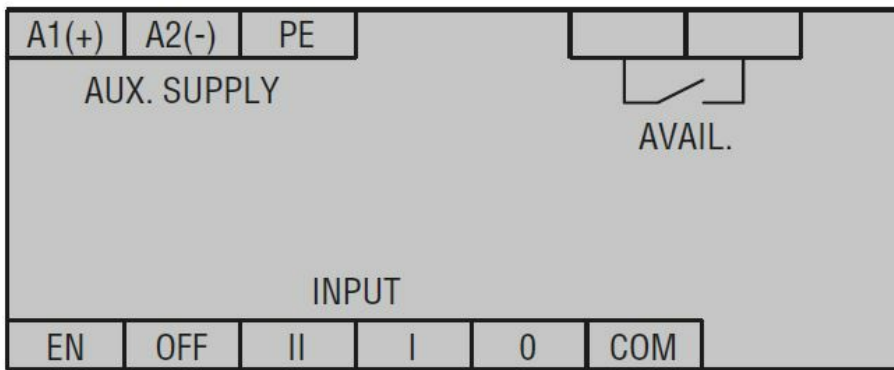 A1(+) A2(-) PE
AUX. SUPPLY
AVAIL.
INPUT
EN OFF II I 0 COM